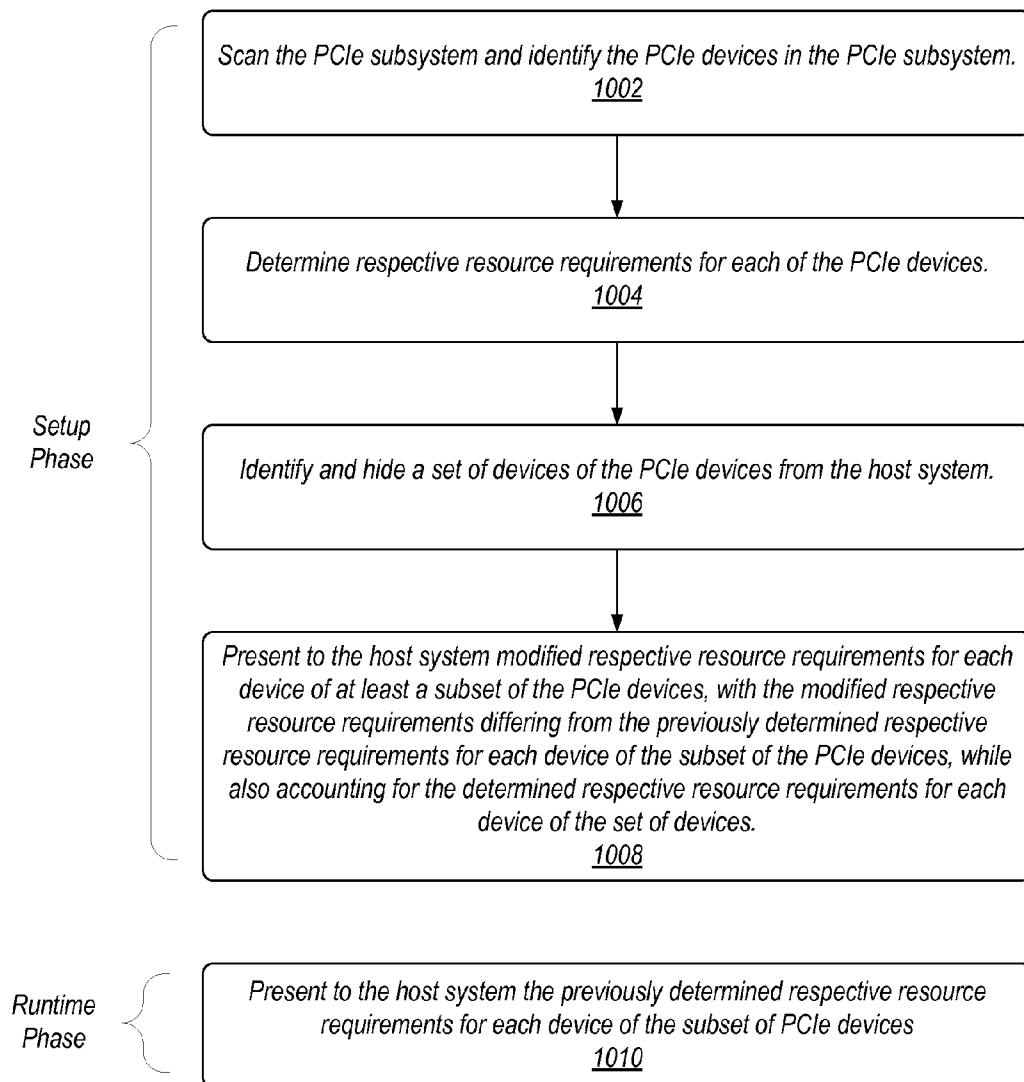 Scan the PCIe subsystem and identify the PCIe devices in the PCIe subsystem.
1002
Determine respective resource requirements for each of the PCIe devices.
1004
Setup
Phase
Identify and hide a set of devices of the PCIe devices from the host system.
1006
Present to the host system modified respective resource requirements for each
device of at least a subset of the PCIe devices, with the modified respective
resource requirements differing from the previously determined respective
resource requirements for each device of the subset of the PCIe devices, while
also accounting for the determined respective resource requirements for each
device of the set of devices.
1008
Runtime
Phase
Present to the host system the previously determined respective resource
requirements for each device of the subset of PCIe devices
1010